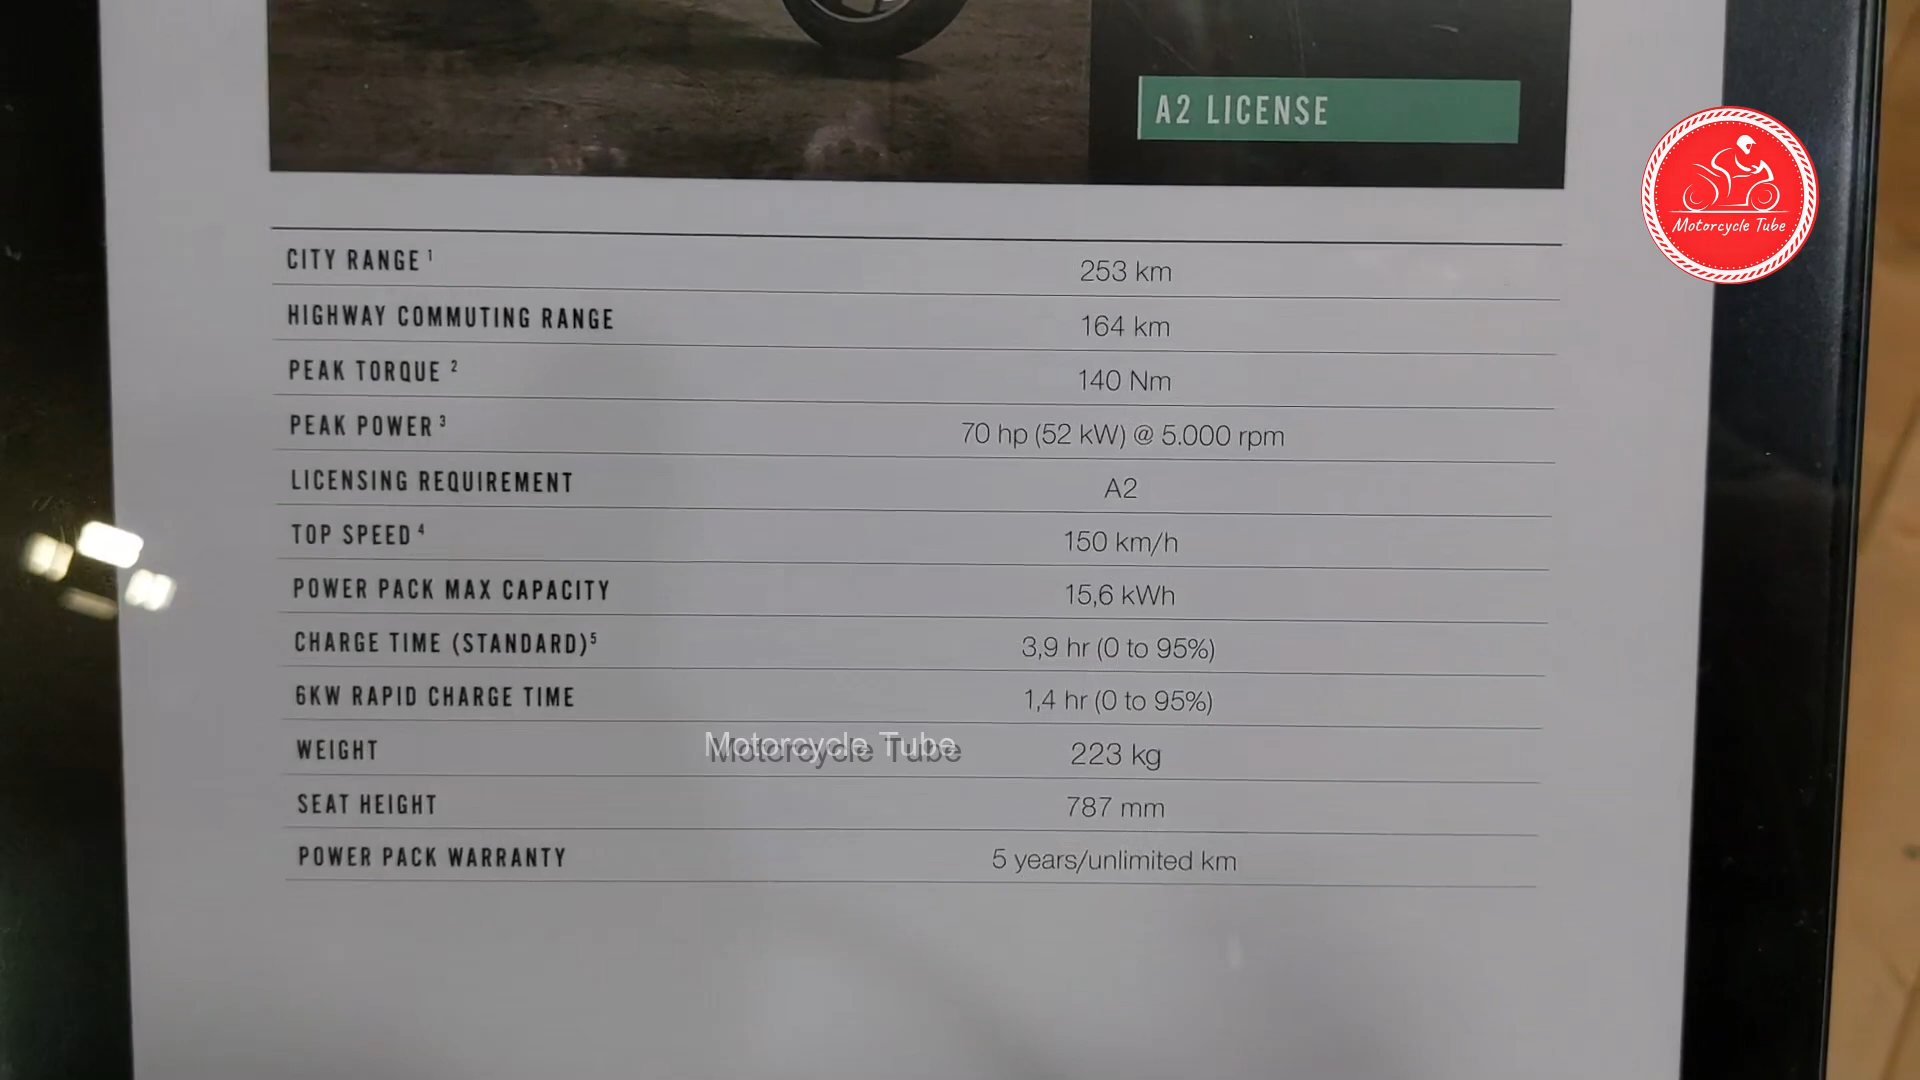 A2 LICENSE
Motorcycle Tube
CITY RANGE ¹ 253 km
HIGHWAY COMMUTING RANGE 164 km
PEAK TORQUE ² 140 Nm
PEAK POWER ³ 70 hp (52 kW) @ 5.000 rpm
LICENSING REQUIREMENT A2
TOP SPEED ⁴ 150 km/h
POWER PACK MAX CAPACITY 15,6 kWh
CHARGE TIME (STANDARD)⁵ 3,9 hr (0 to 95%)
6KW RAPID CHARGE TIME 1,4 hr (0 to 95%)
WEIGHT 223 kg
Motorcycle Tube
SEAT HEIGHT 787 mm
POWER PACK WARRANTY 5 years/unlimited km